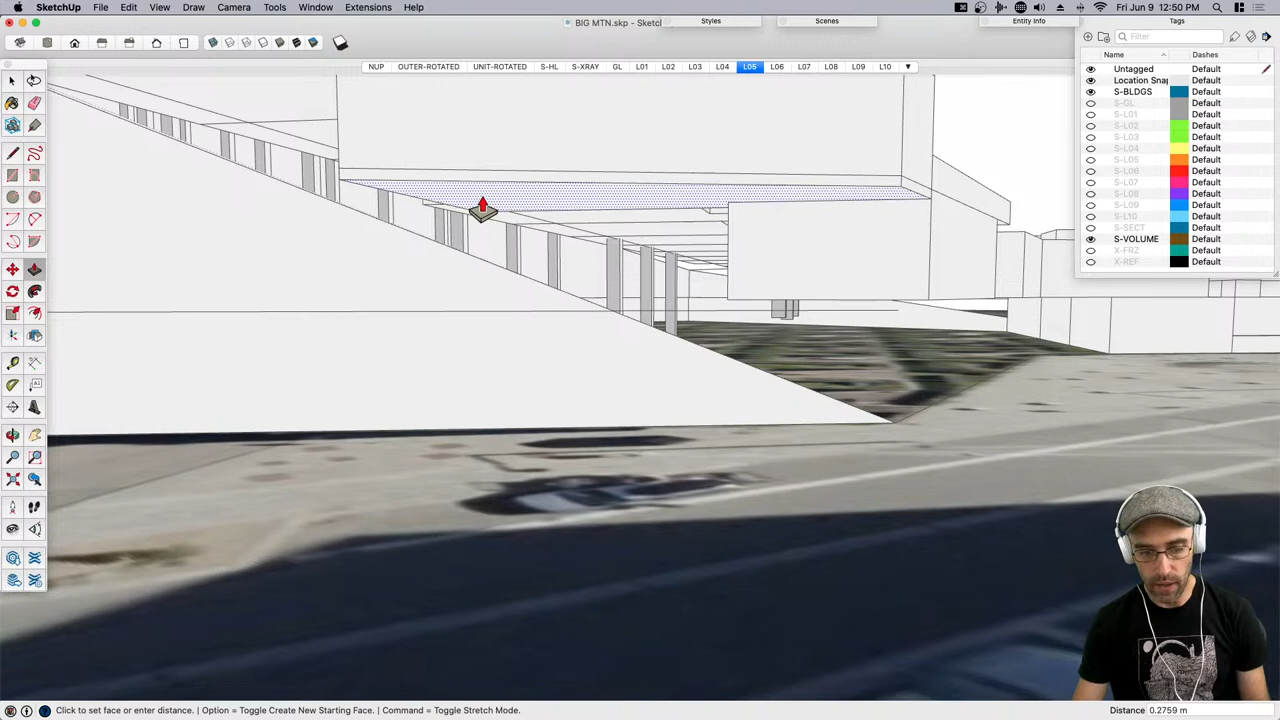 SketchUp File Edit View Draw Camera Tools Window Extensions Help
Fri Jun 9 12:50 PM
BIG MTN.skp - Sketcl
Styles
Scenes
Entity Info
Tags
Filter
NUP OUTER-ROTATED UNIT-ROTATED S-HL S-XRAY GL L01 L02 L03 L04 L05 L06 L07 L08 L09 L10
Name Dashes
Untagged Default
Location Snap Default
S-BLDGS Default
S-GL Default
S-L01 Default
S-L02 Default
S-L03 Default
S-L04 Default
S-L05 Default
S-L06 Default
S-L07 Default
S-L08 Default
S-L09 Default
S-L10 Default
S-SECT Default
S-VOLUME Default
X-FRZ Default
X-REF Default
Click to set face or enter distance. | Option = Toggle Create New Starting Face. | Command = Toggle Stretch Mode.
Distance 0.2759 m